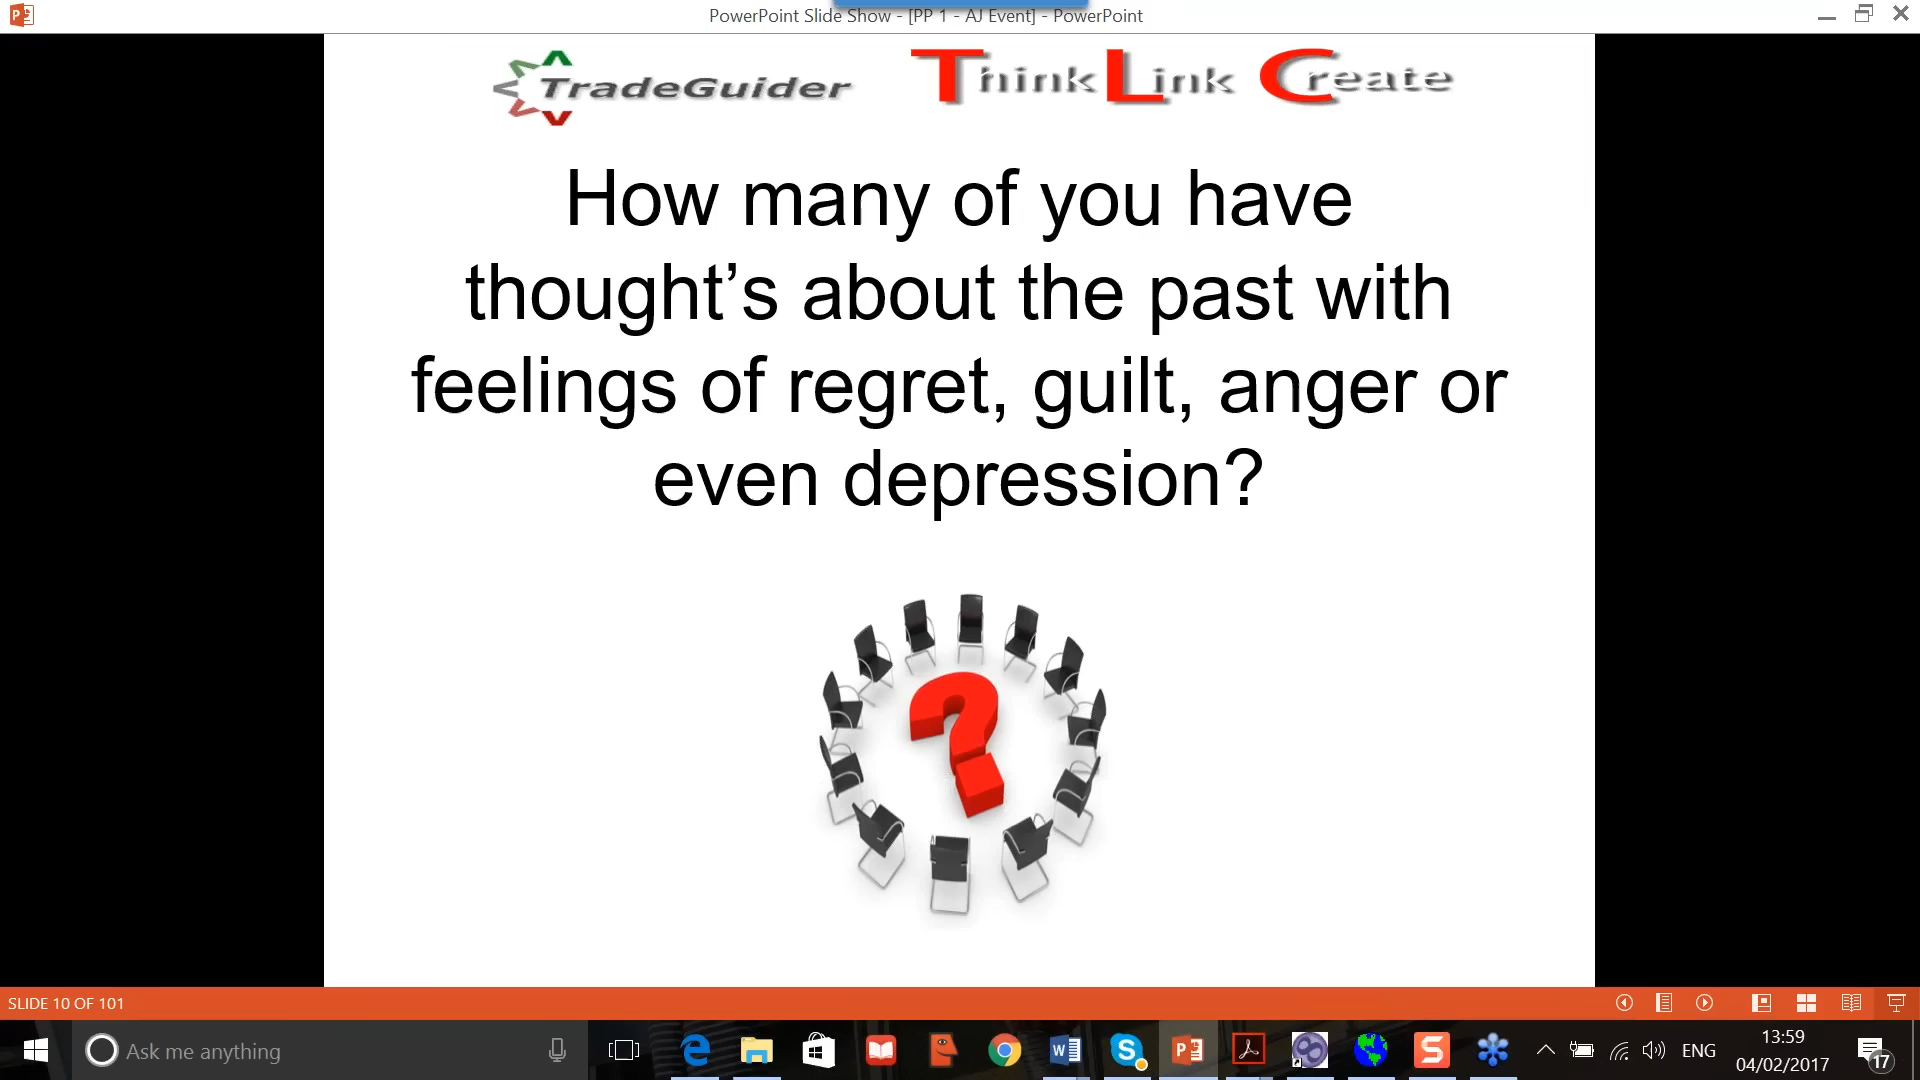 PowerPoint Slide Show - [PP 1 - AJ Event] - PowerPoint
TradeGuider
Think Link Create
How many of you have
thought’s about the past with
feelings of regret, guilt, anger or
even depression?
SLIDE 10 OF 101
Ask me anything
ENG
13:59
04/02/2017
17